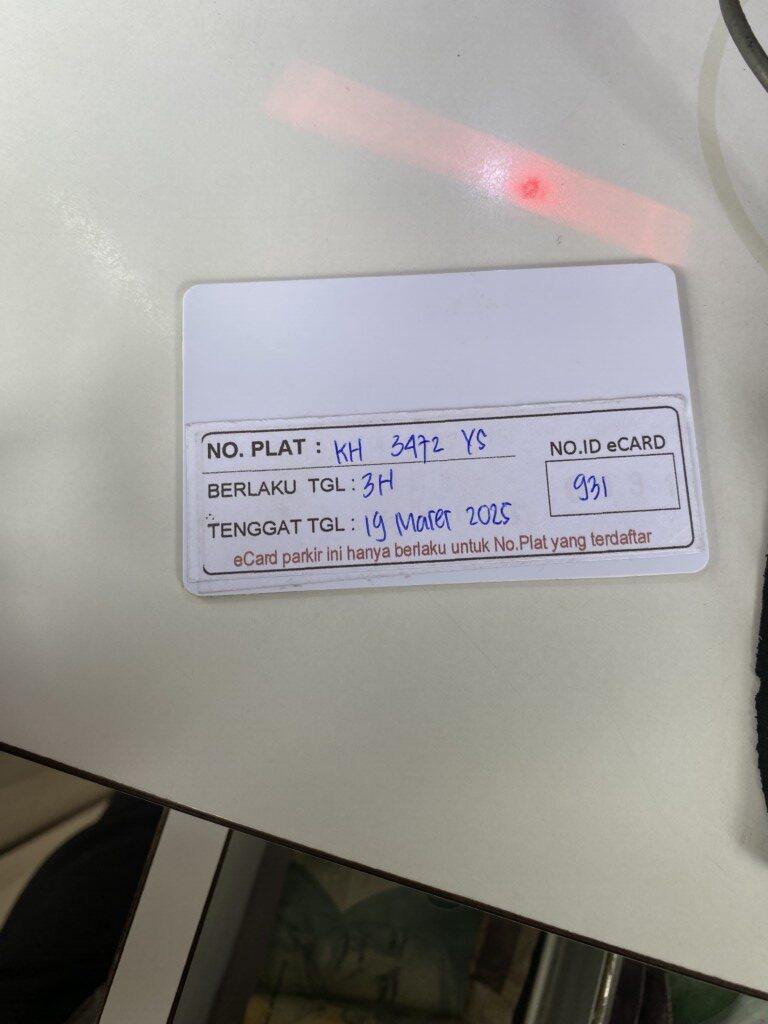 NO. PLAT : KH 3472 YS
NO.ID eCARD
BERLAKU TGL : 3H
931
TENGGAT TGL : 19 Maret 2025
eCard parkir ini hanya berlaku untuk No.Plat yang terdaftar